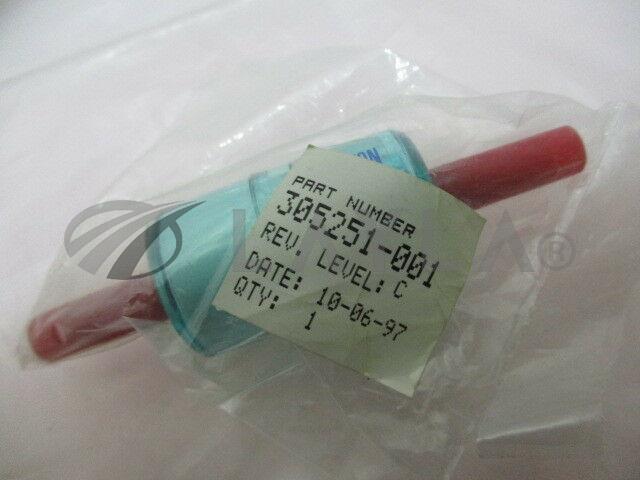 PART NUMBER
305251-001
REV. LEVEL: C
DATE: 10-06-97
QTY: 1